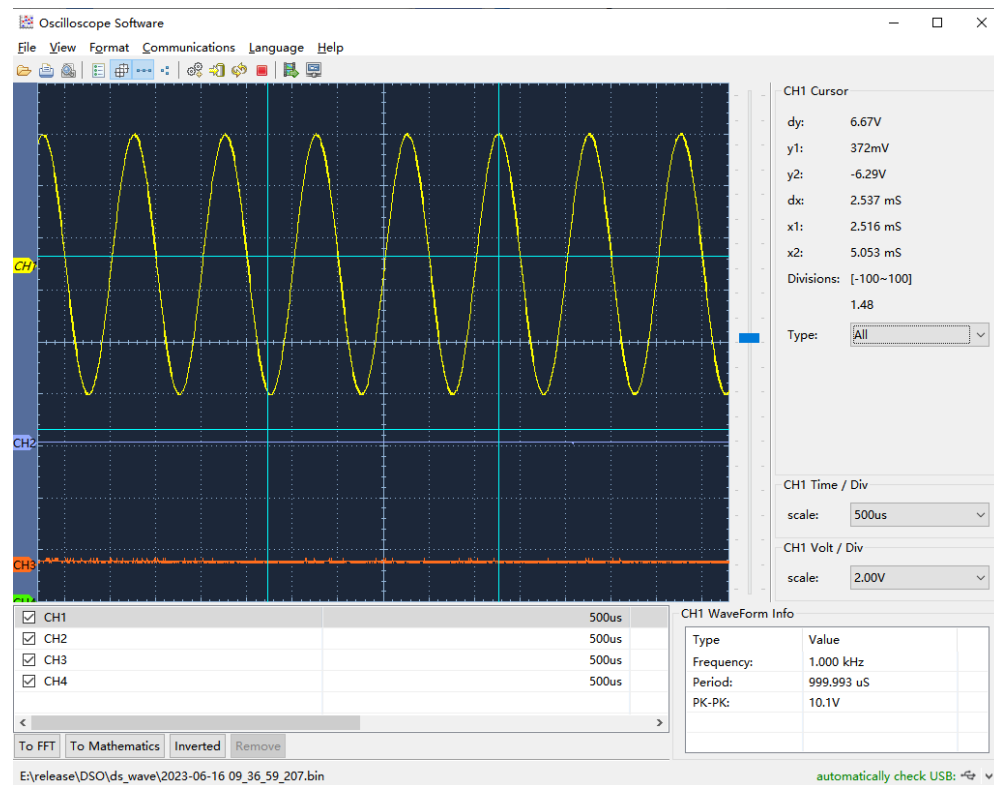 Oscilloscope Software
File View Format Communications Language Help
CH1 Cursor
dy: 6.67V
y1: 372mV
y2: -6.29V
dx: 2.537 mS
x1: 2.516 mS
x2: 5.053 mS
Divisions: [-100~100]
1.48
Type: All
CH1 Time / Div
scale: 500us
CH1 Volt / Div
scale: 2.00V
CH2
CH3
CH1 500us
CH2 500us
CH3 500us
CH4 500us
To FFT To Mathematics Inverted Remove
CH1 WaveForm Info
Type Value
Frequency: 1.000 kHz
Period: 999.993 uS
PK-PK: 10.1V
E:\release\DSO\ds_wave\2023-06-16 09_36_59_207.bin
automatically check USB: